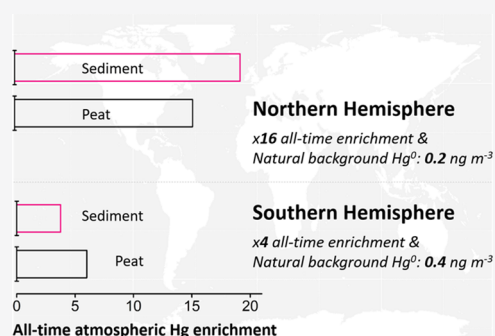 Sediment
Peat
Northern Hemisphere
x16 all-time enrichment &
Natural background Hg⁰: 0.2 ng m⁻³
Sediment
Peat
Southern Hemisphere
x4 all-time enrichment &
Natural background Hg⁰: 0.4 ng m⁻³
0 5 10 15 20
All-time atmospheric Hg enrichment